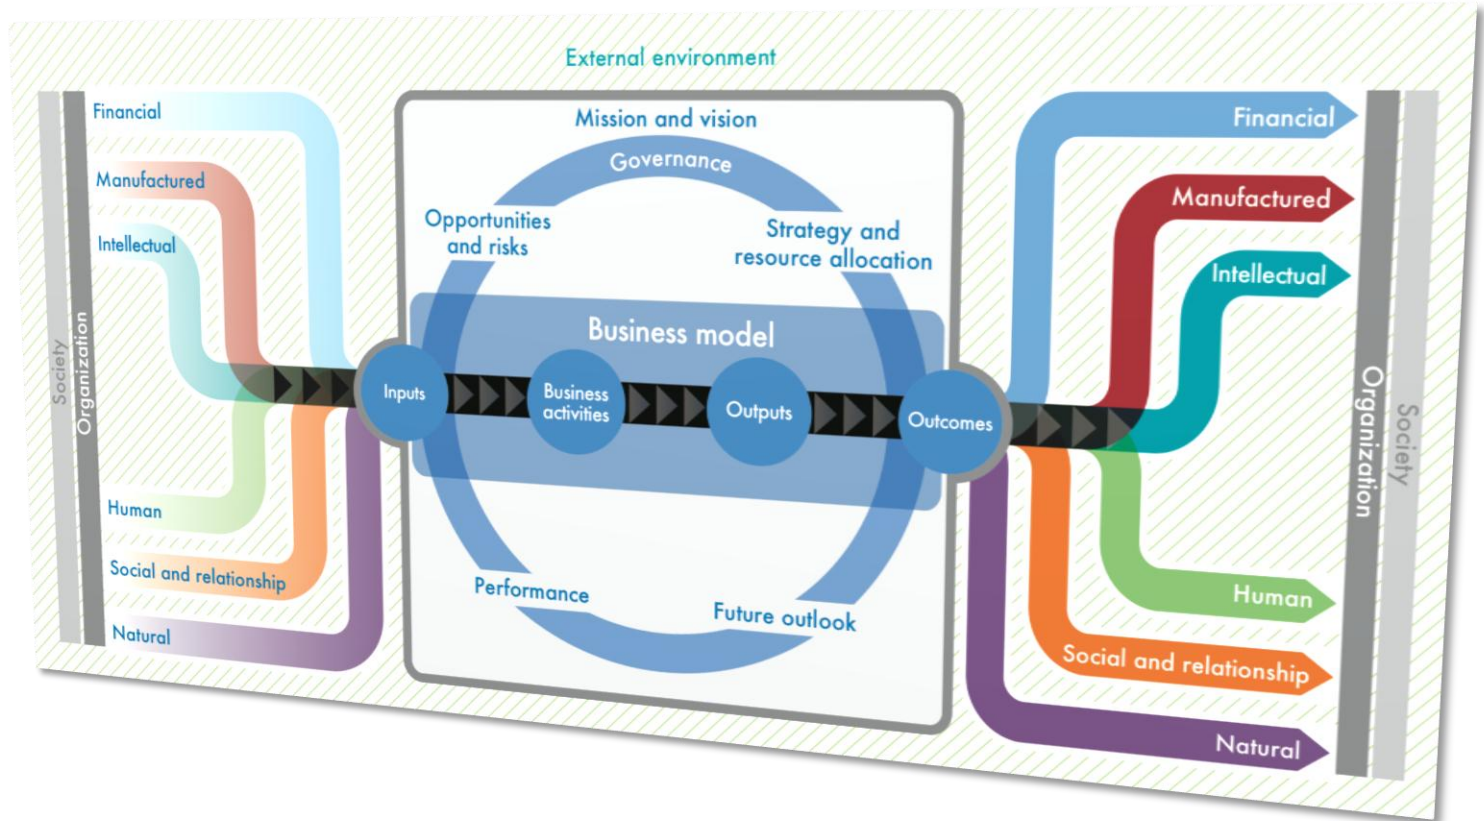 External environment
Society
Organization
Financial
Manufactured
Intellectual
Human
Social and relationship
Natural
Mission and vision
Governance
Opportunities
and risks
Strategy and
resource allocation
Business model
Inputs
Business
activities
Outputs
Outcomes
Performance
Future outlook
Financial
Manufactured
Intellectual
Human
Social and relationship
Natural
Organization
Society